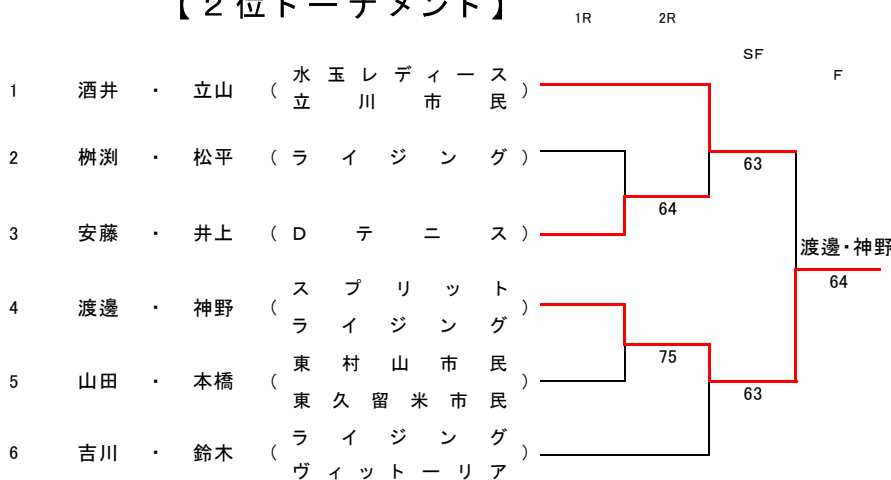 【２位トーナメント】
1R 2R
SF
F
1 酒井 ・ 立山 ( 水玉レディース
立川市民 )
2 桝渕 ・ 松平 ( ライジング )
3 安藤 ・ 井上 ( Ｄテニス )
4 渡邊 ・ 神野 ( スプリット
ライジング )
5 山田 ・ 本橋 ( 東村山市民
東久留米市民 )
6 吉川 ・ 鈴木 ( ライジング
ヴィットーリア )
63
64
渡邊・神野
64
75
63